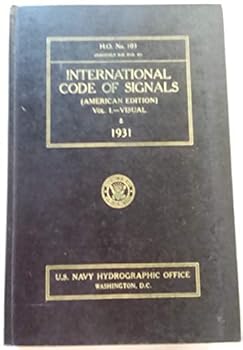 H.O. No. 103
INTERNATIONAL
CODE OF SIGNALS
(AMERICAN EDITION)
VOL. I.—VISUAL
1931
U.S. NAVY HYDROGRAPHIC OFFICE
WASHINGTON, D.C.